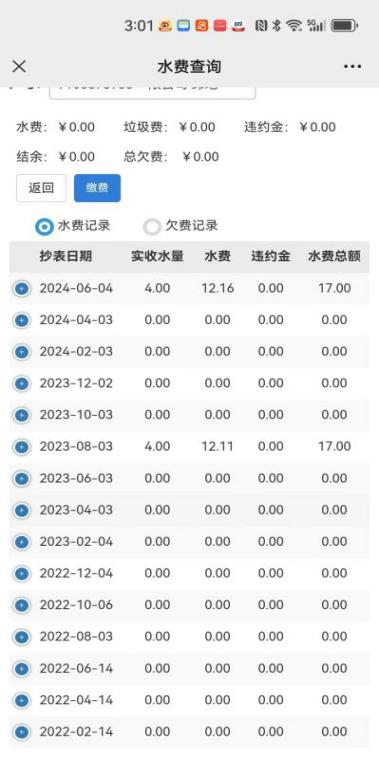 3:01
水费查询
水费: ￥0.00 垃圾费: ￥0.00 违约金: ￥0.00
结余: ￥0.00 总欠费: ￥0.00
返回 缴费
水费记录 欠费记录
抄表日期 实收水量 水费 违约金 水费总额
2024-06-04 4.00 12.16 0.00 17.00
2024-04-03 0.00 0.00 0.00 0.00
2024-02-03 0.00 0.00 0.00 0.00
2023-12-02 0.00 0.00 0.00 0.00
2023-10-03 0.00 0.00 0.00 0.00
2023-08-03 4.00 12.11 0.00 17.00
2023-06-03 0.00 0.00 0.00 0.00
2023-04-03 0.00 0.00 0.00 0.00
2023-02-04 0.00 0.00 0.00 0.00
2022-12-04 0.00 0.00 0.00 0.00
2022-10-06 0.00 0.00 0.00 0.00
2022-08-03 0.00 0.00 0.00 0.00
2022-06-14 0.00 0.00 0.00 0.00
2022-04-14 0.00 0.00 0.00 0.00
2022-02-14 0.00 0.00 0.00 0.00